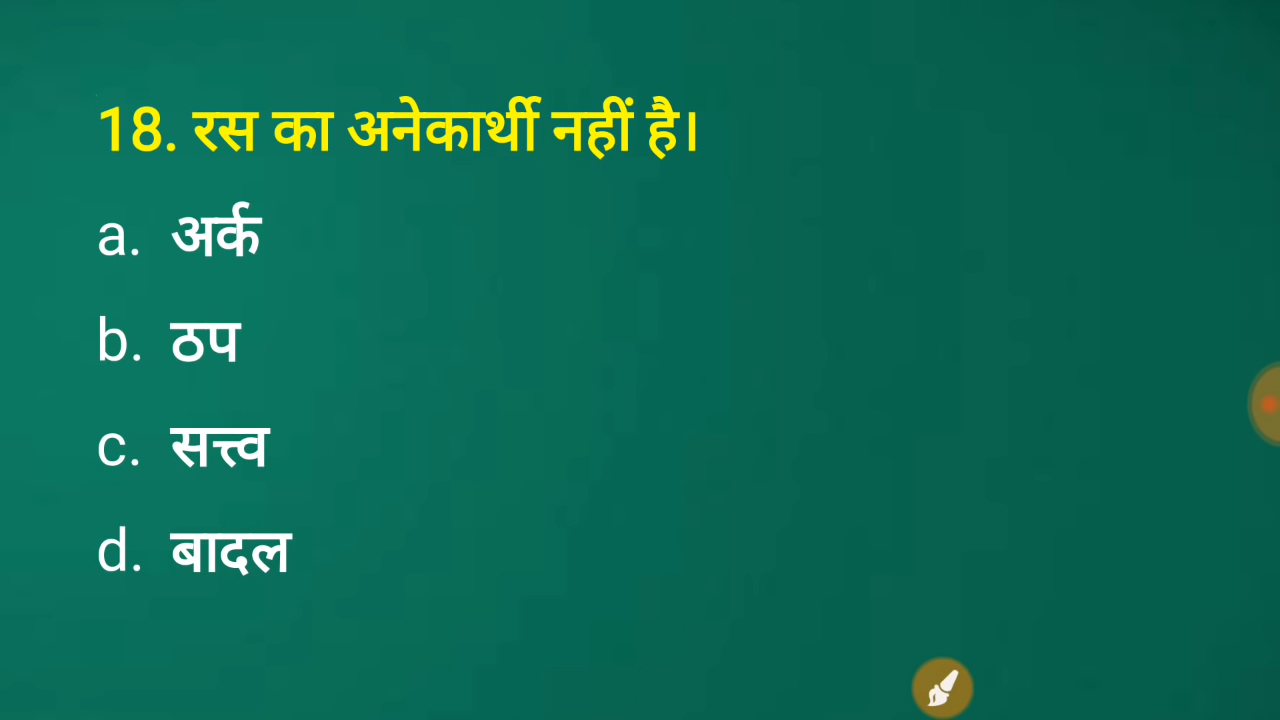 18. रस का अनेकार्थी नहीं है।
a. अर्क
b. ठप
c. सत्त्व
d. बादल